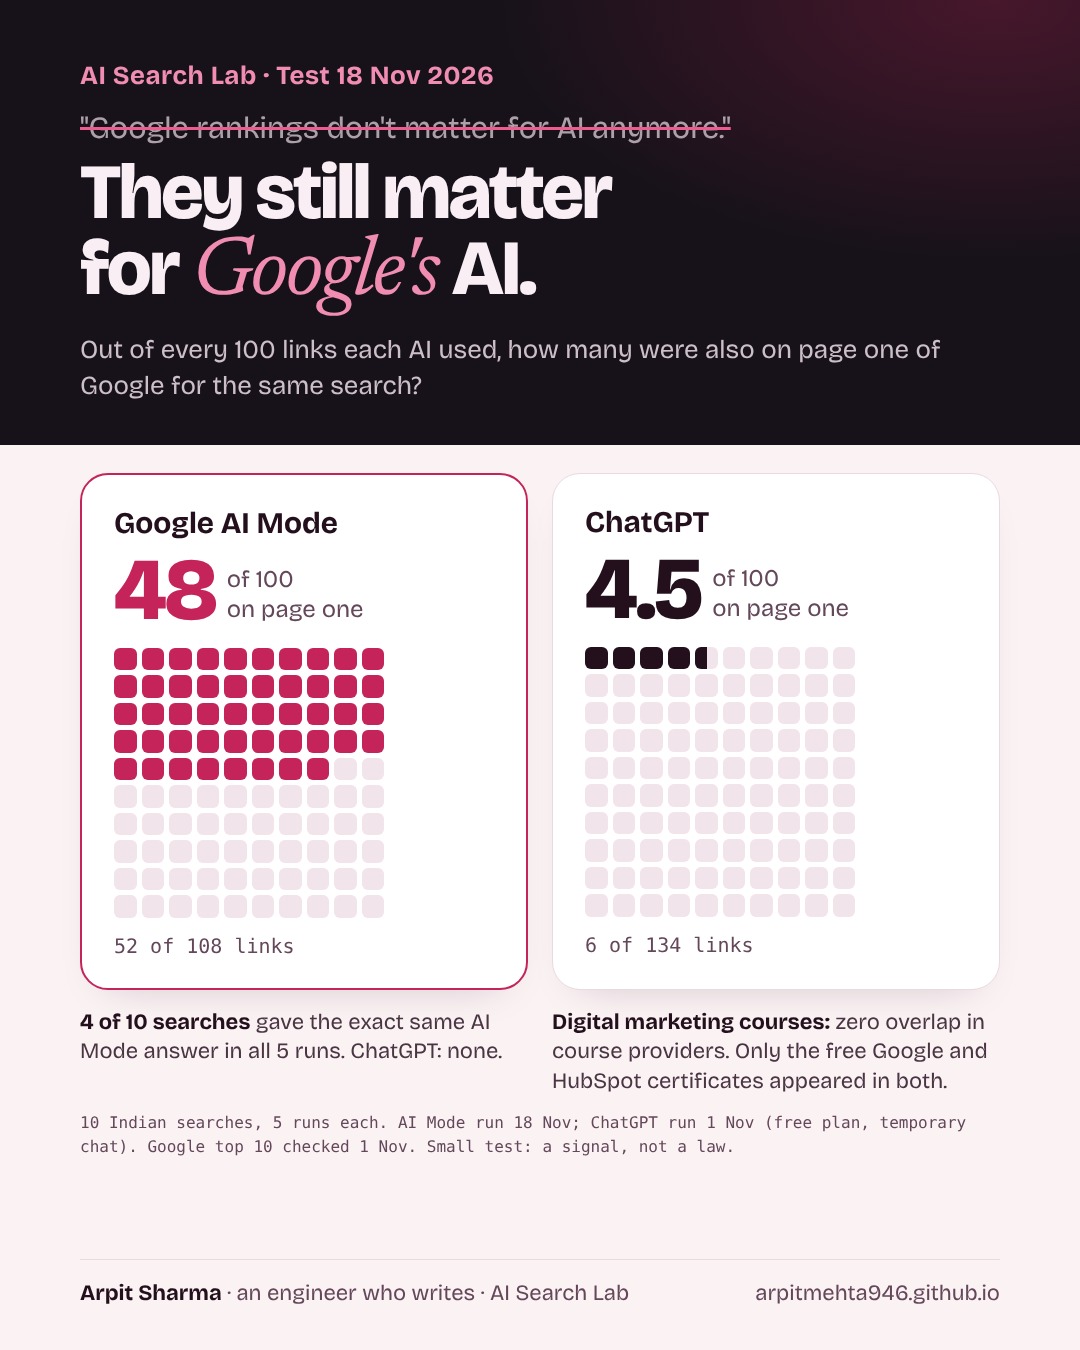 AI Search Lab · Test 18 Nov 2026
"Google rankings don't matter for AI anymore."
They still matter
for Google's AI.
Out of every 100 links each AI used, how many were also on page one of
Google for the same search?
Google AI Mode
48 of 100
on page one
52 of 108 links
ChatGPT
4.5 of 100
on page one
6 of 134 links
4 of 10 searches gave the exact same AI
Mode answer in all 5 runs. ChatGPT: none.
Digital marketing courses: zero overlap in
course providers. Only the free Google and
HubSpot certificates appeared in both.
10 Indian searches, 5 runs each. AI Mode run 18 Nov; ChatGPT run 1 Nov (free plan, temporary
chat). Google top 10 checked 1 Nov. Small test: a signal, not a law.
Arpit Sharma · an engineer who writes · AI Search Lab
arpitmehta946.github.io